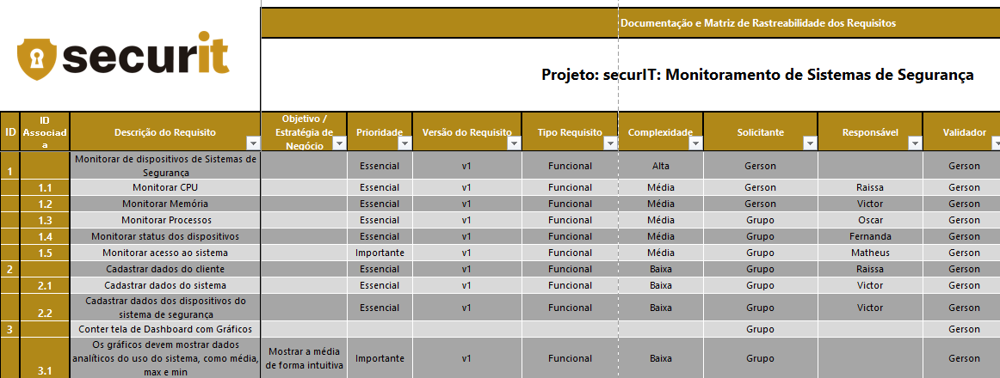 securit
Documentação e Matriz de Rastreabilidade dos Requisitos
Projeto: securIT: Monitoramento de Sistemas de Segurança
ID | ID Associada | Descrição do Requisito | Objetivo / Estratégia de Negócio | Prioridade | Versão do Requisito | Tipo Requisito | Complexidade | Solicitante | Responsável | Validador
1 | Monitorar de dispositivos de Sistemas de Segurança | Essencial | v1 | Funcional | Alta | Gerson | Gerson
1.1 | Monitorar CPU | Essencial | v1 | Funcional | Média | Gerson | Raissa | Gerson
1.2 | Monitorar Memória | Essencial | v1 | Funcional | Média | Gerson | Victor | Gerson
1.3 | Monitorar Processos | Essencial | v1 | Funcional | Média | Grupo | Oscar | Gerson
1.4 | Monitorar status dos dispositivos | Essencial | v1 | Funcional | Média | Grupo | Fernanda | Gerson
1.5 | Monitorar acesso ao sistema | Importante | v1 | Funcional | Média | Grupo | Matheus | Gerson
2 | Cadastrar dados do cliente | Essencial | v1 | Funcional | Baixa | Grupo | Raissa | Gerson
2.1 | Cadastrar dados do sistema | Essencial | v1 | Funcional | Baixa | Grupo | Victor | Gerson
2.2 | Cadastrar dados dos dispositivos do sistema de segurança | Essencial | v1 | Funcional | Baixa | Grupo | Victor | Gerson
3 | Conter tela de Dashboard com Gráficos | Grupo | Gerson
3.1 | Os gráficos devem mostrar dados analíticos do uso do sistema, como média, max e min | Mostrar a média de forma intuitiva | Importante | v1 | Funcional | Baixa | Grupo | Gerson